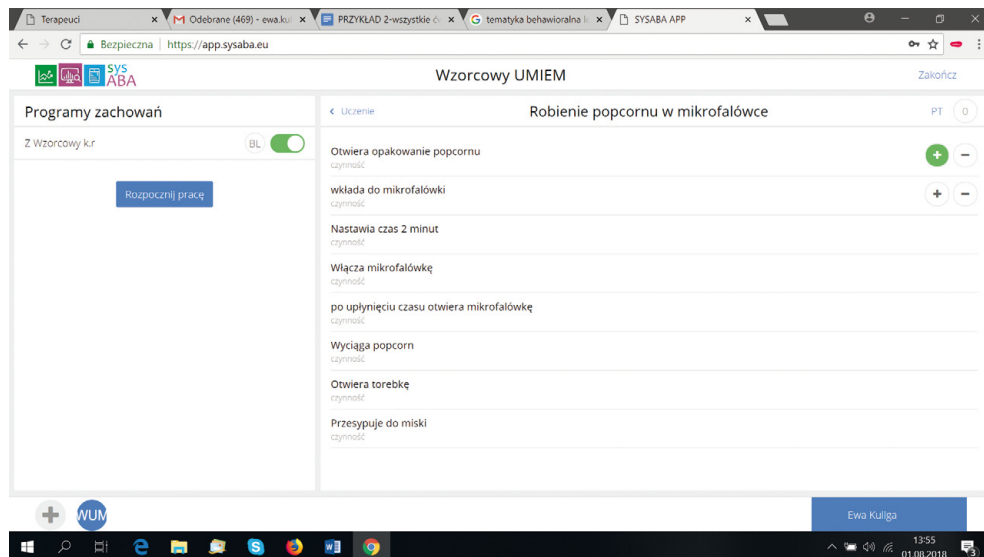 Terapeuci
Odebrane (469) - ewa.kul
PRZYKŁAD 2-wszystkie ć
tematyka behawioralna k
SYSABA APP
Bezpieczna | https://app.sysaba.eu
sys
ABA
Wzorcowy UMIEM
Zakończ
Programy zachowań
Z Wzorcowy k.r
BL
Rozpocznij pracę
Uczenie
Robienie popcornu w mikrofalówce
PT 0
Otwiera opakowanie popcornu
czynność
wkłada do mikrofalówki
czynność
Nastawia czas 2 minut
czynność
Włącza mikrofalówkę
czynność
po upłynięciu czasu otwiera mikrofalówkę
czynność
Wyciąga popcorn
czynność
Otwiera torebkę
czynność
Przesypuje do miski
czynność
WUM
Ewa Kuliga
13:55
01.08.2018